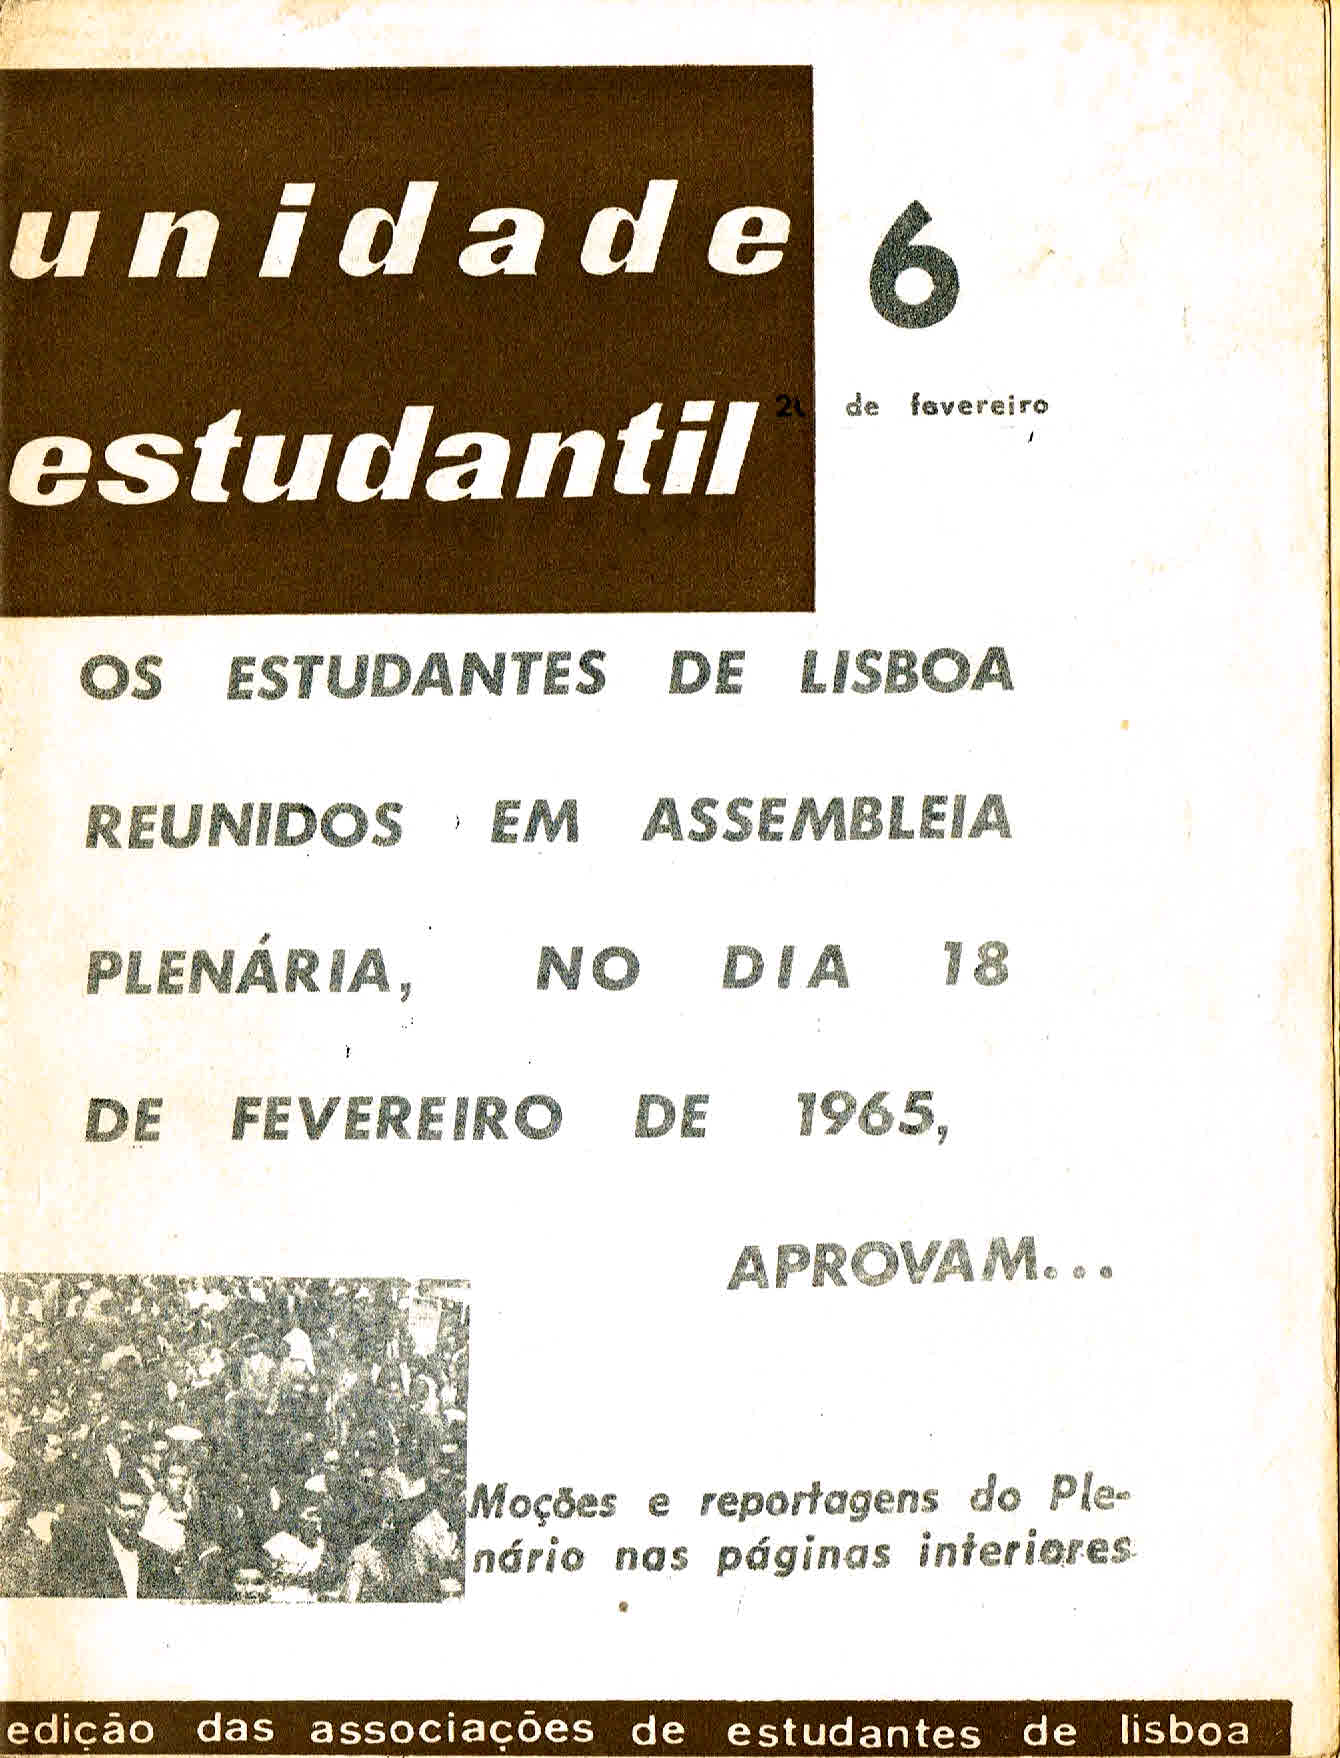 unidade
6
estudantil
de fevereiro
OS ESTUDANTES DE LISBOA
REUNIDOS EM ASSEMBLEIA
PLENÁRIA, NO DIA 18
DE FEVEREIRO DE 1965,
APROVAM...
Moções e reportagens do Ple-
nário nas páginas interiores
edição das associações de estudantes de lisboa